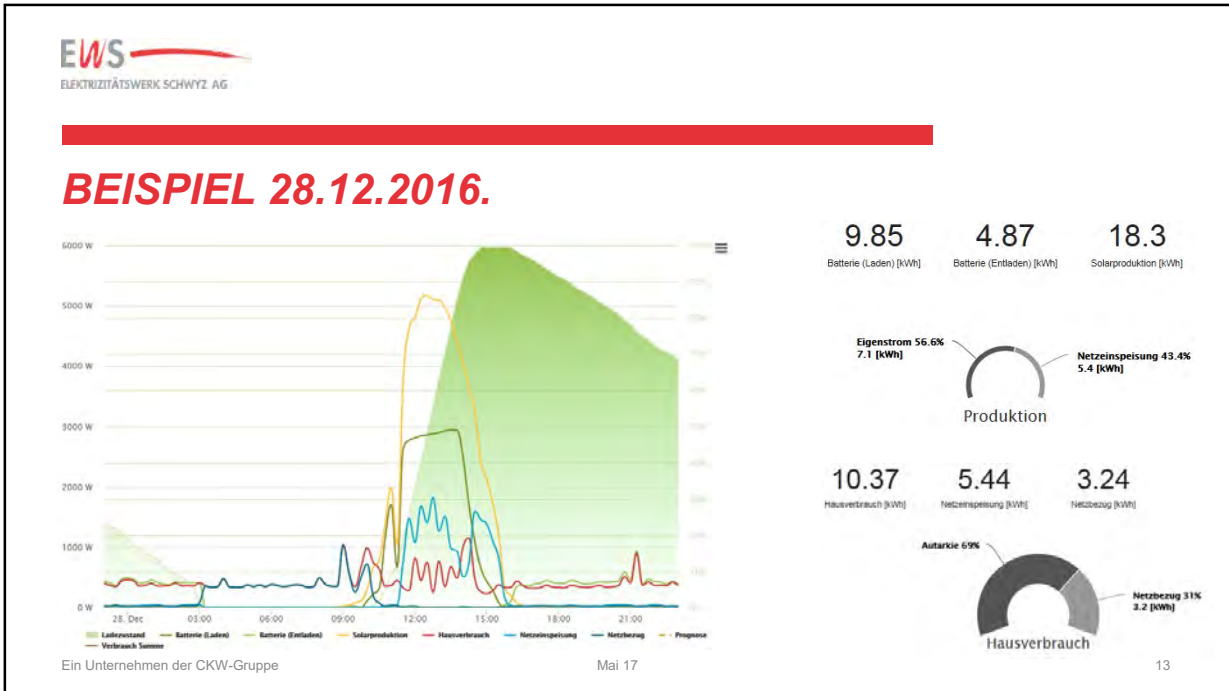 EWS
ELEKTRIZITÄTSWERK SCHWYZ AG
BEISPIEL 28.12.2016.
6000 W
5000 W
4000 W
3000 W
2000 W
1000 W
0 W
28. Dec
03:00
06:00
09:00
12:00
15:00
18:00
21:00
Ladezustand
Batterie (Laden)
Batterie (Entladen)
Solarproduktion
Hausverbrauch
Netzeinspeisung
Netzbezug
Prognose
Verbrauch Summe
9.85
Batterie (Laden) [kWh]
4.87
Batterie (Entladen) [kWh]
18.3
Solarproduktion [kWh]
Eigenstrom 56.6%
7.1 [kWh]
Netzeinspeisung 43.4%
5.4 [kWh]
Produktion
10.37
Hausverbrauch [kWh]
5.44
Netzeinspeisung [kWh]
3.24
Netzbezug [kWh]
Autarkie 69%
Netzbezug 31%
3.2 [kWh]
Hausverbrauch
Ein Unternehmen der CKW-Gruppe
Mai 17
13